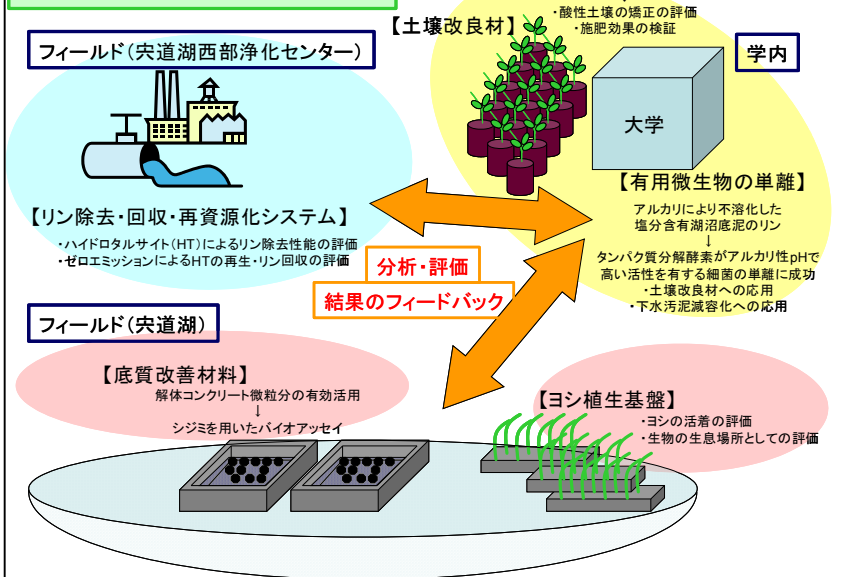 ・酸性土壌の矯正の評価
・施肥効果の検証
【土壌改良材】
フィールド（宍道湖西部浄化センター）
学内
大学
【有用微生物の単離】
アルカリにより不溶化した
塩分含有湖沼底泥のリン
↓
タンパク質分解酵素がアルカリ性pHで
高い活性を有する細菌の単離に成功
・土壌改良材への応用
・下水汚泥減容化への応用
【リン除去・回収・再資源化システム】
・ハイドロタルサイト（HT）によるリン除去性能の評価
・ゼロエミッションによるHTの再生・リン回収の評価
分析・評価
結果のフィードバック
フィールド（宍道湖）
【底質改善材料】
解体コンクリート微粒分の有効活用
↓
シジミを用いたバイオアッセイ
【ヨシ植生基盤】
・ヨシの活着の評価
・生物の生息場所としての評価